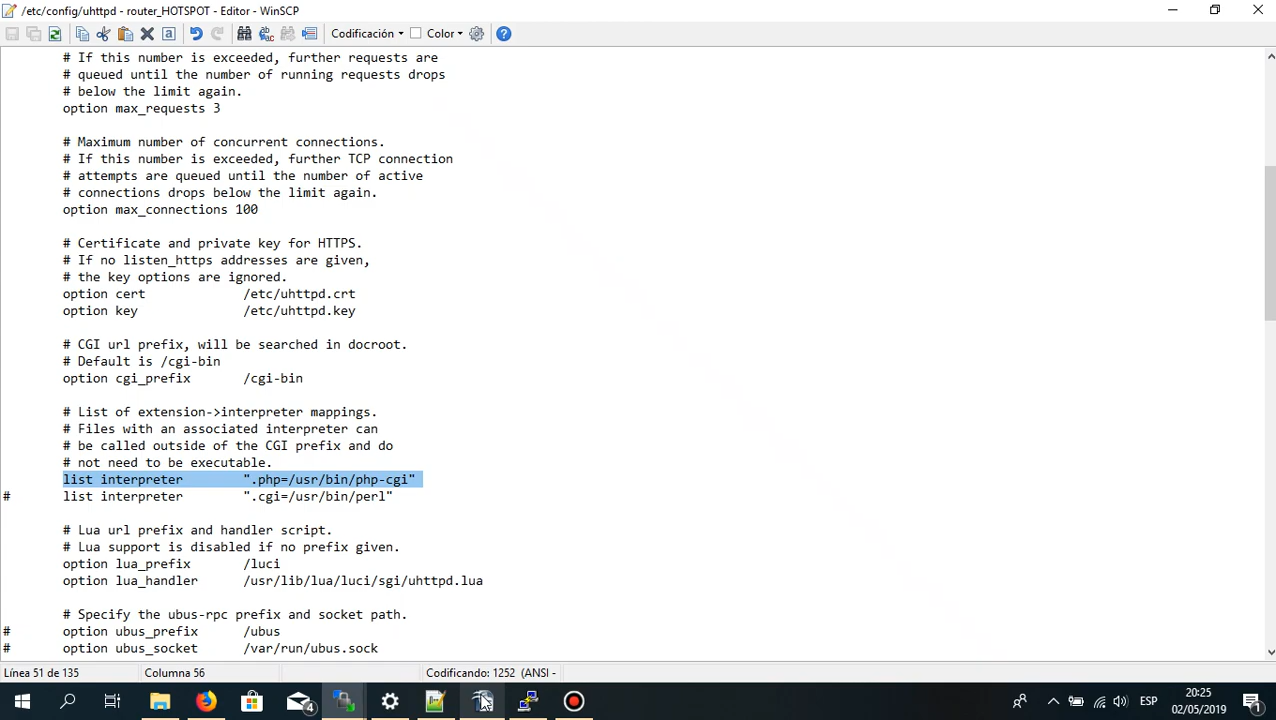 /etc/config/uhttpd - router_HOTSPOT - Editor - WinSCP
Codificación
Color
# If this number is exceeded, further requests are
# queued until the number of running requests drops
# below the limit again.
option max_requests 3
# Maximum number of concurrent connections.
# If this number is exceeded, further TCP connection
# attempts are queued until the number of active
# connections drops below the limit again.
option max_connections 100
# Certificate and private key for HTTPS.
# If no listen_https addresses are given,
# the key options are ignored.
option cert /etc/uhttpd.crt
option key /etc/uhttpd.key
# CGI url prefix, will be searched in docroot.
# Default is /cgi-bin
option cgi_prefix /cgi-bin
# List of extension->interpreter mappings.
# Files with an associated interpreter can
# be called outside of the CGI prefix and do
# not need to be executable.
list interpreter ".php=/usr/bin/php-cgi"
# list interpreter ".cgi=/usr/bin/perl"
# Lua url prefix and handler script.
# Lua support is disabled if no prefix given.
option lua_prefix /luci
option lua_handler /usr/lib/lua/luci/sgi/uhttpd.lua
# Specify the ubus-rpc prefix and socket path.
# option ubus_prefix /ubus
# option ubus_socket /var/run/ubus.sock
Línea 51 de 135 Columna 56 Codificando: 1252 (ANSI -
4
ESP
20:25
02/05/2019
1